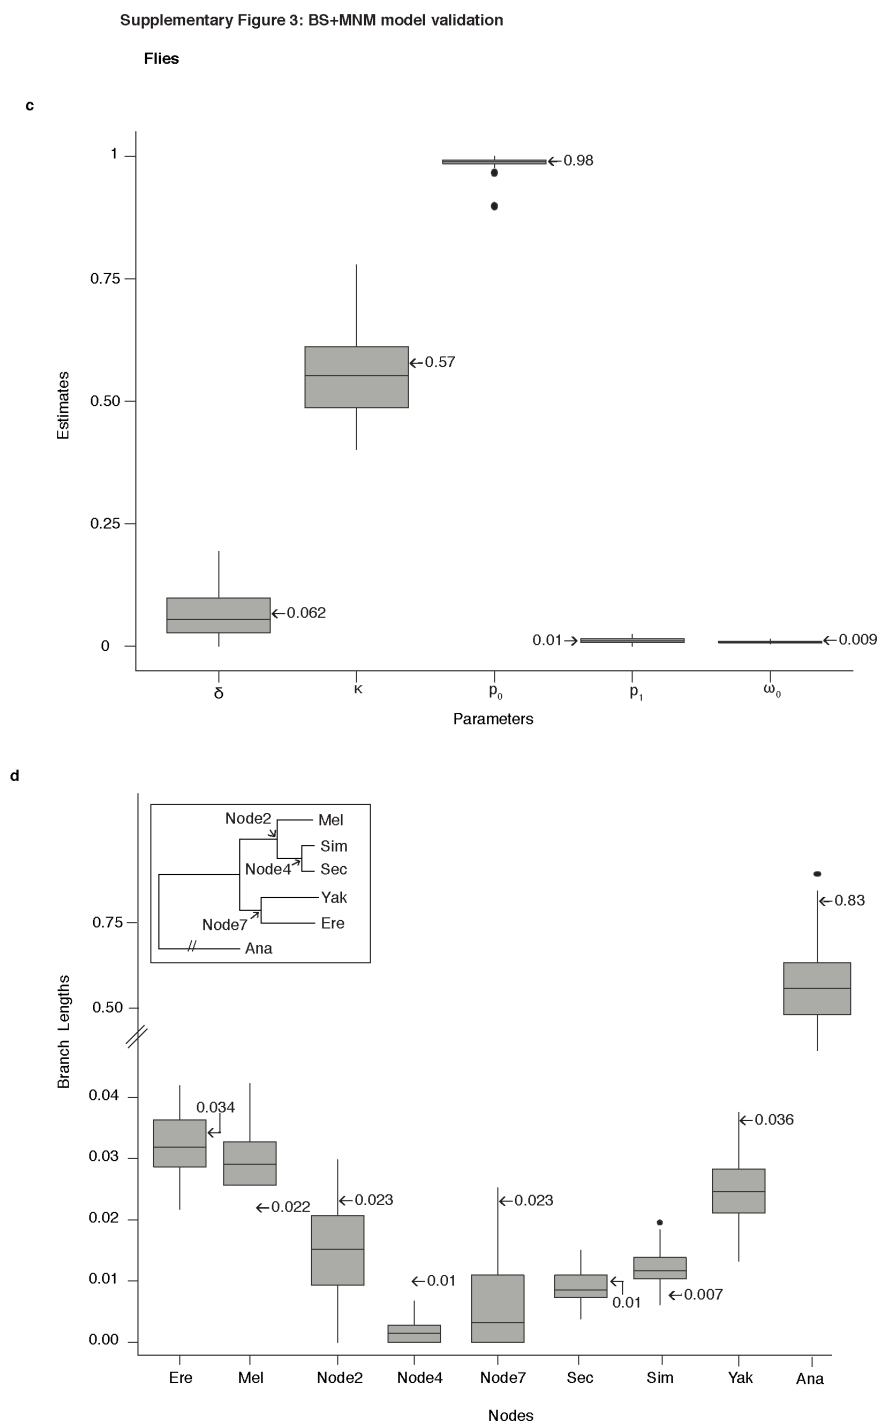 Supplementary Figure 3: BS+MNM model validation
Flies
c
1
0.98
0.75
0.57
0.50
Estimates
0.25
0.062
0
0.01
0.009
δ κ p0 p1 ω0
Parameters
d
Node2
Mel
Sim
Node4
Sec
Yak
Node7
Ere
Ana
0.75
0.83
0.50
Branch Lengths
0.04
0.034
0.036
0.03
0.022
0.023
0.023
0.02
0.01
0.01
0.01
0.007
0.00
Ere Mel Node2 Node4 Node7 Sec Sim Yak Ana
Nodes